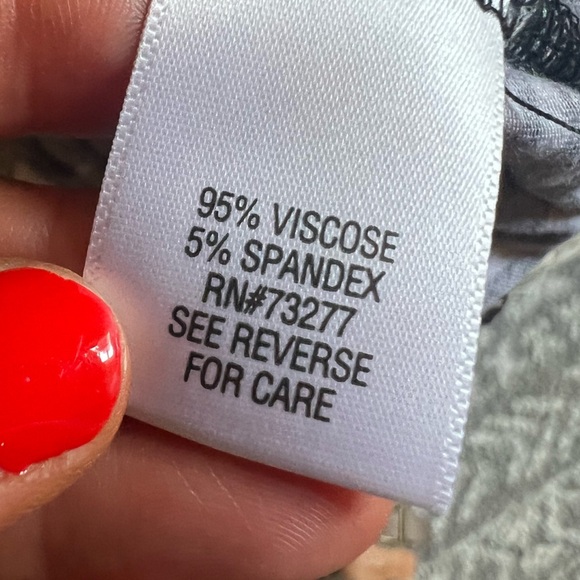 95% VISCOSE
5% SPANDEX
RN#73277
SEE REVERSE
FOR CARE